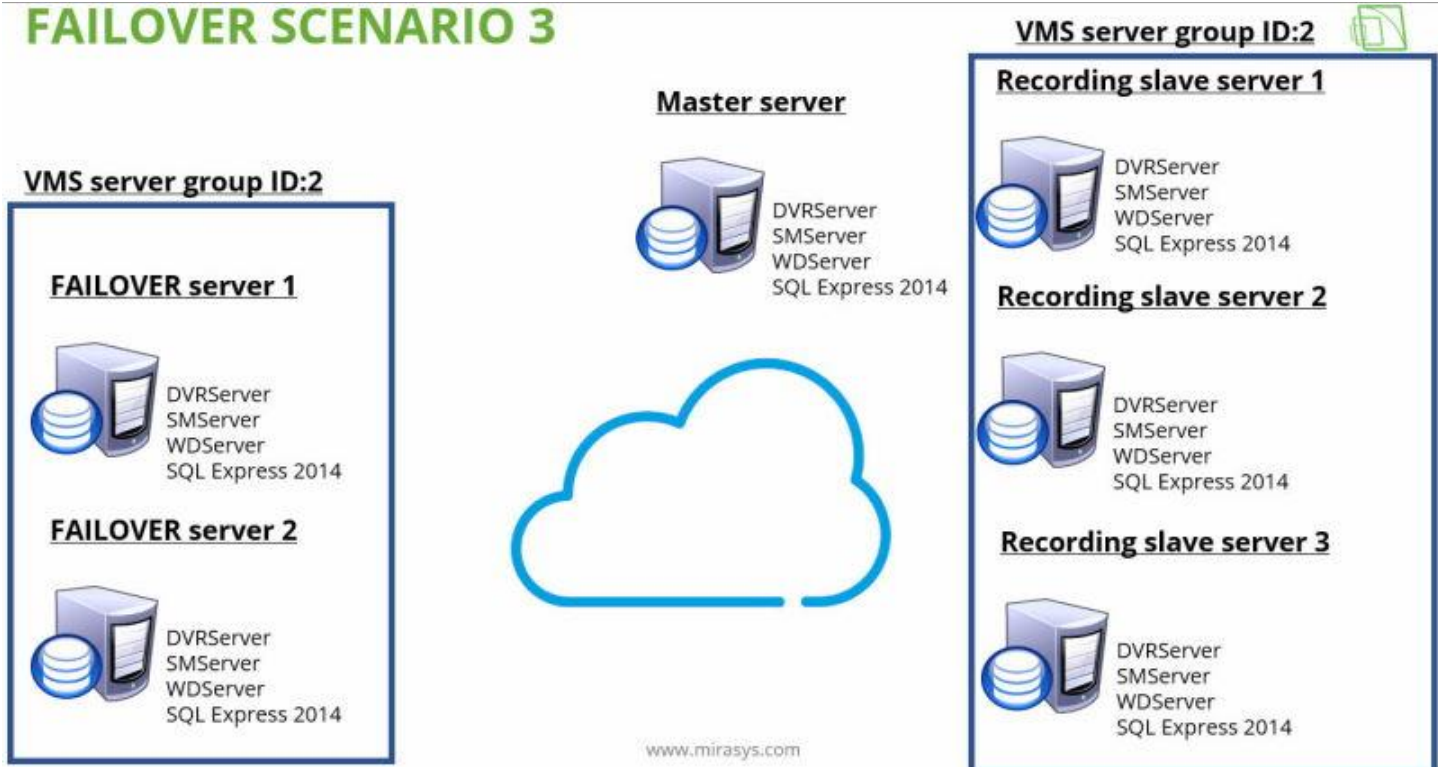 FAILOVER SCENARIO 3
VMS server group ID:2
FAILOVER server 1
DVRServer
SMServer
WDServer
SQL Express 2014
FAILOVER server 2
DVRServer
SMServer
WDServer
SQL Express 2014
Master server
DVRServer
SMServer
WDServer
SQL Express 2014
www.mirasys.com
VMS server group ID:2
Recording slave server 1
DVRServer
SMServer
WDServer
SQL Express 2014
Recording slave server 2
DVRServer
SMServer
WDServer
SQL Express 2014
Recording slave server 3
DVRServer
SMServer
WDServer
SQL Express 2014